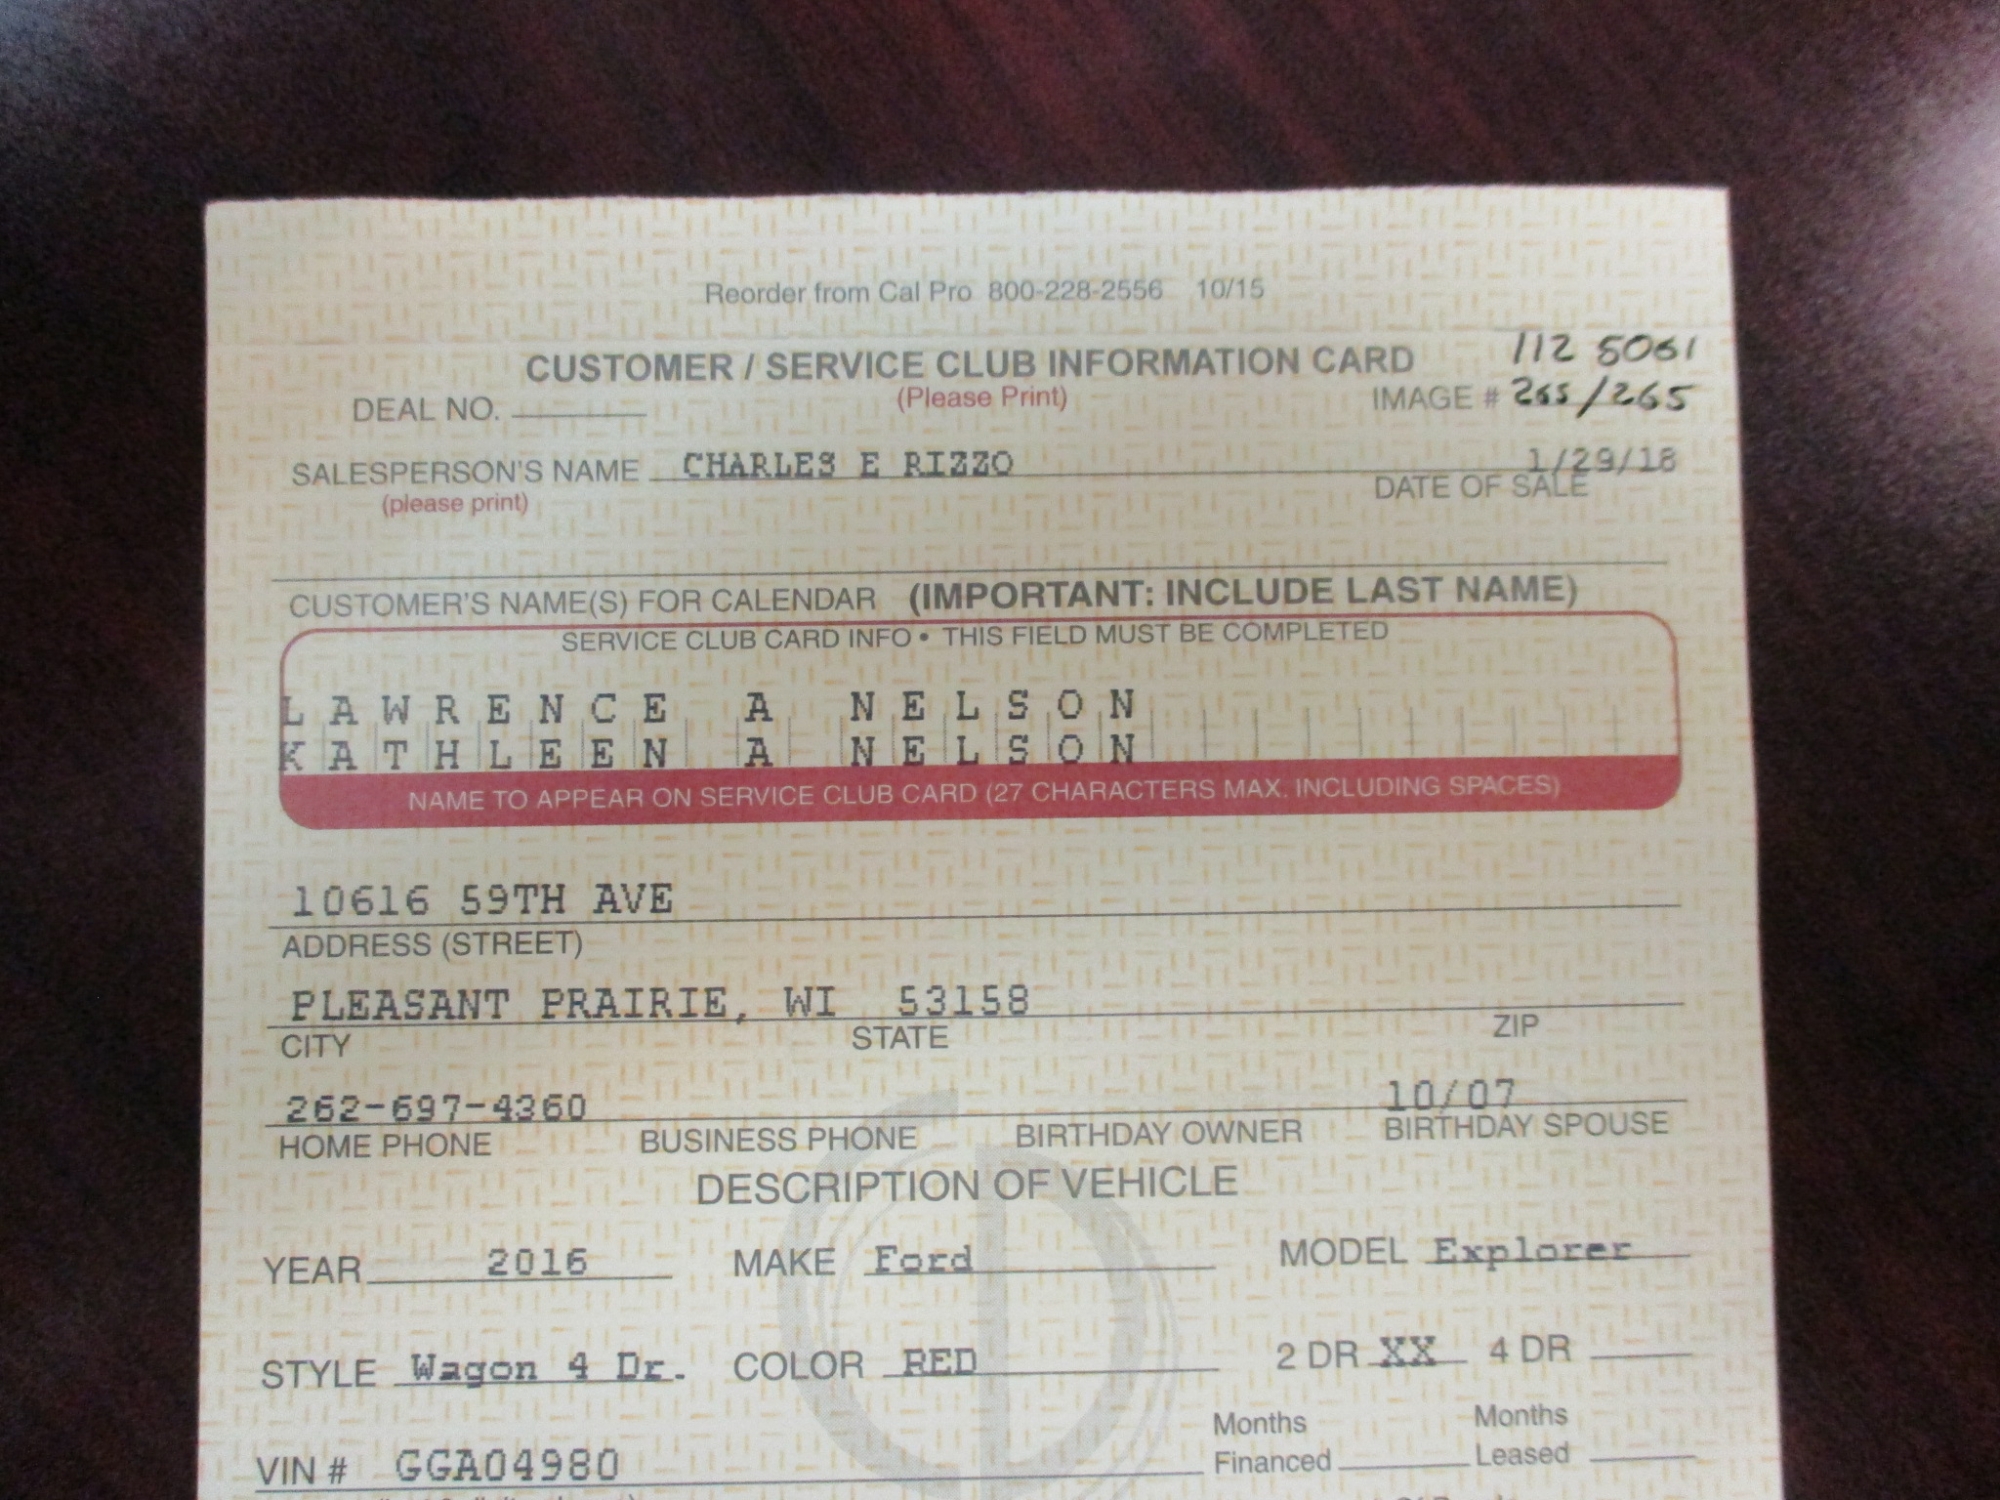 Reorder from Cal Pro 800-228-2556 10/15
112 5061
CUSTOMER / SERVICE CLUB INFORMATION CARD
(Please Print)
DEAL NO. IMAGE # 265/265
SALESPERSON'S NAME CHARLES E RIZZO 1/29/18
(please print) DATE OF SALE
CUSTOMER'S NAME(S) FOR CALENDAR (IMPORTANT: INCLUDE LAST NAME)
SERVICE CLUB CARD INFO • THIS FIELD MUST BE COMPLETED
LAWRENCE A NELSON
KATHLEEN A NELSON
NAME TO APPEAR ON SERVICE CLUB CARD (27 CHARACTERS MAX. INCLUDING SPACES)
10616 59TH AVE
ADDRESS (STREET)
PLEASANT PRAIRIE, WI 53158
CITY STATE ZIP
262-697-4360 10/07
HOME PHONE BUSINESS PHONE BIRTHDAY OWNER BIRTHDAY SPOUSE
DESCRIPTION OF VEHICLE
YEAR 2016 MAKE Ford MODEL Explorer
STYLE Wagon 4 Dr. COLOR RED 2 DR XX 4 DR
Months Months
VIN # GGA04980 Financed Leased